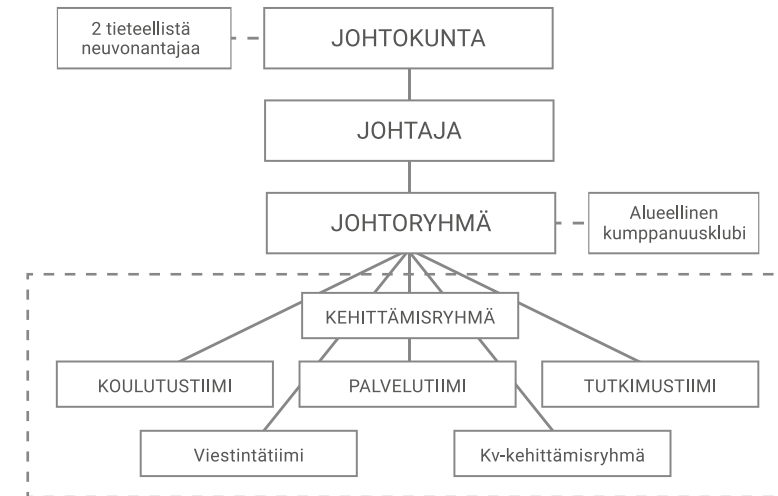 2 tieteellistä
neuvonantajaa
JOHTOKUNTA
JOHTAJA
JOHTORYHMÄ
Alueellinen
kumppanuusklubi
KEHITTÄMISRYHMÄ
KOULUTUSTIIMI
PALVELUTIIMI
TUTKIMUSTIIMI
Viestintätiimi
Kv-kehittämisryhmä